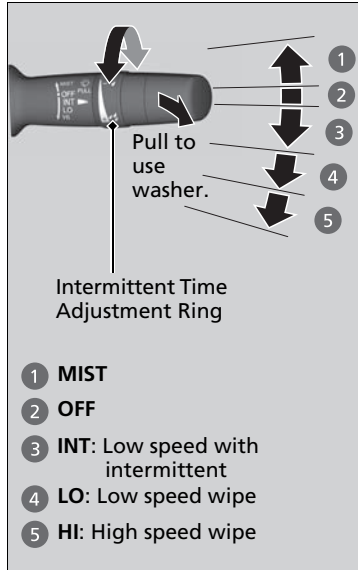 MIST
OFF
INT
LO
HI
PULL
1
2
3
4
5
Pull to
use
washer.
Intermittent Time
Adjustment Ring
1 MIST
2 OFF
3 INT: Low speed with
intermittent
4 LO: Low speed wipe
5 HI: High speed wipe